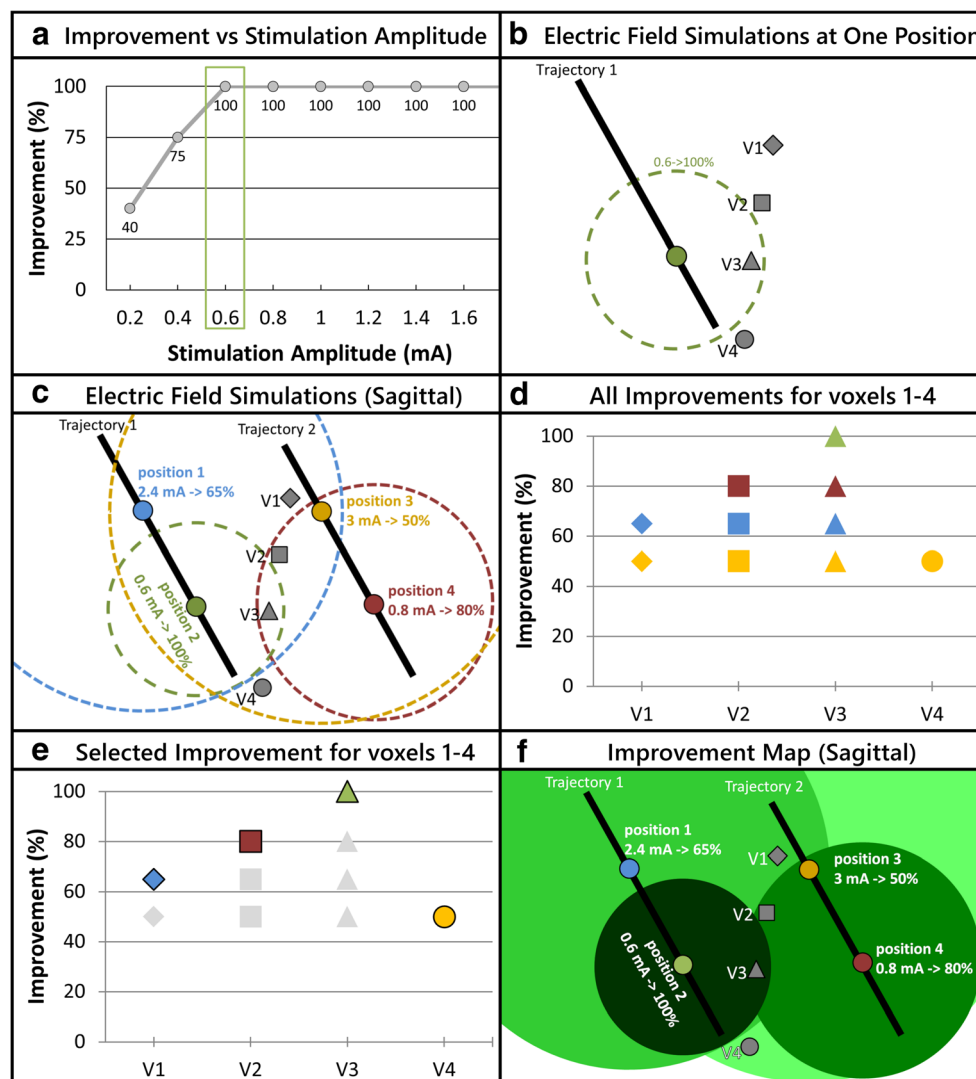 a Improvement vs Stimulation Amplitude
Improvement (%)
100
75
50
25
0
40
75
100 100 100 100 100 100
0.2 0.4 0.6 0.8 1 1.2 1.4 1.6
Stimulation Amplitude (mA)
b Electric Field Simulations at One Position
Trajectory 1
0.6->100%
V1
V2
V3
V4
c Electric Field Simulations (Sagittal)
Trajectory 1
Trajectory 2
position 1
2.4 mA -> 65%
V1
position 3
3 mA -> 50%
V2
position 2
0.6 mA -> 100%
V3
position 4
0.8 mA -> 80%
V4
d All Improvements for voxels 1-4
Improvement (%)
100
80
60
40
20
0
V1 V2 V3 V4
e Selected Improvement for voxels 1-4
Improvement (%)
100
80
60
40
20
0
V1 V2 V3 V4
f Improvement Map (Sagittal)
Trajectory 1
Trajectory 2
position 1
2.4 mA -> 65%
V1
position 3
3 mA -> 50%
V2
position 2
0.6 mA -> 100%
V3
position 4
0.8 mA -> 80%
V4